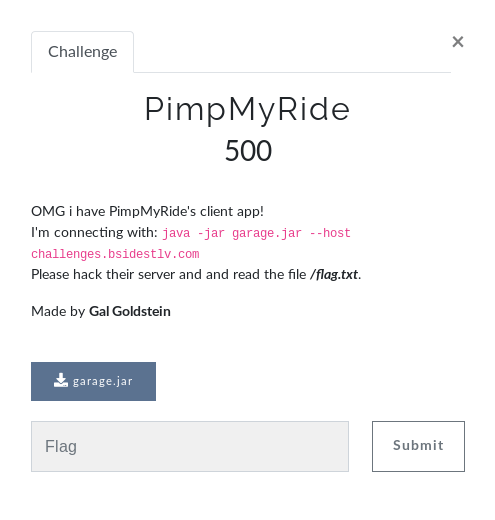 ×
Challenge
PimpMyRide
500
OMG i have PimpMyRide's client app!
I'm connecting with: java -jar garage.jar --host
challenges.bsidestlv.com
Please hack their server and and read the file /flag.txt.
Made by Gal Goldstein
garage.jar
Flag
Submit